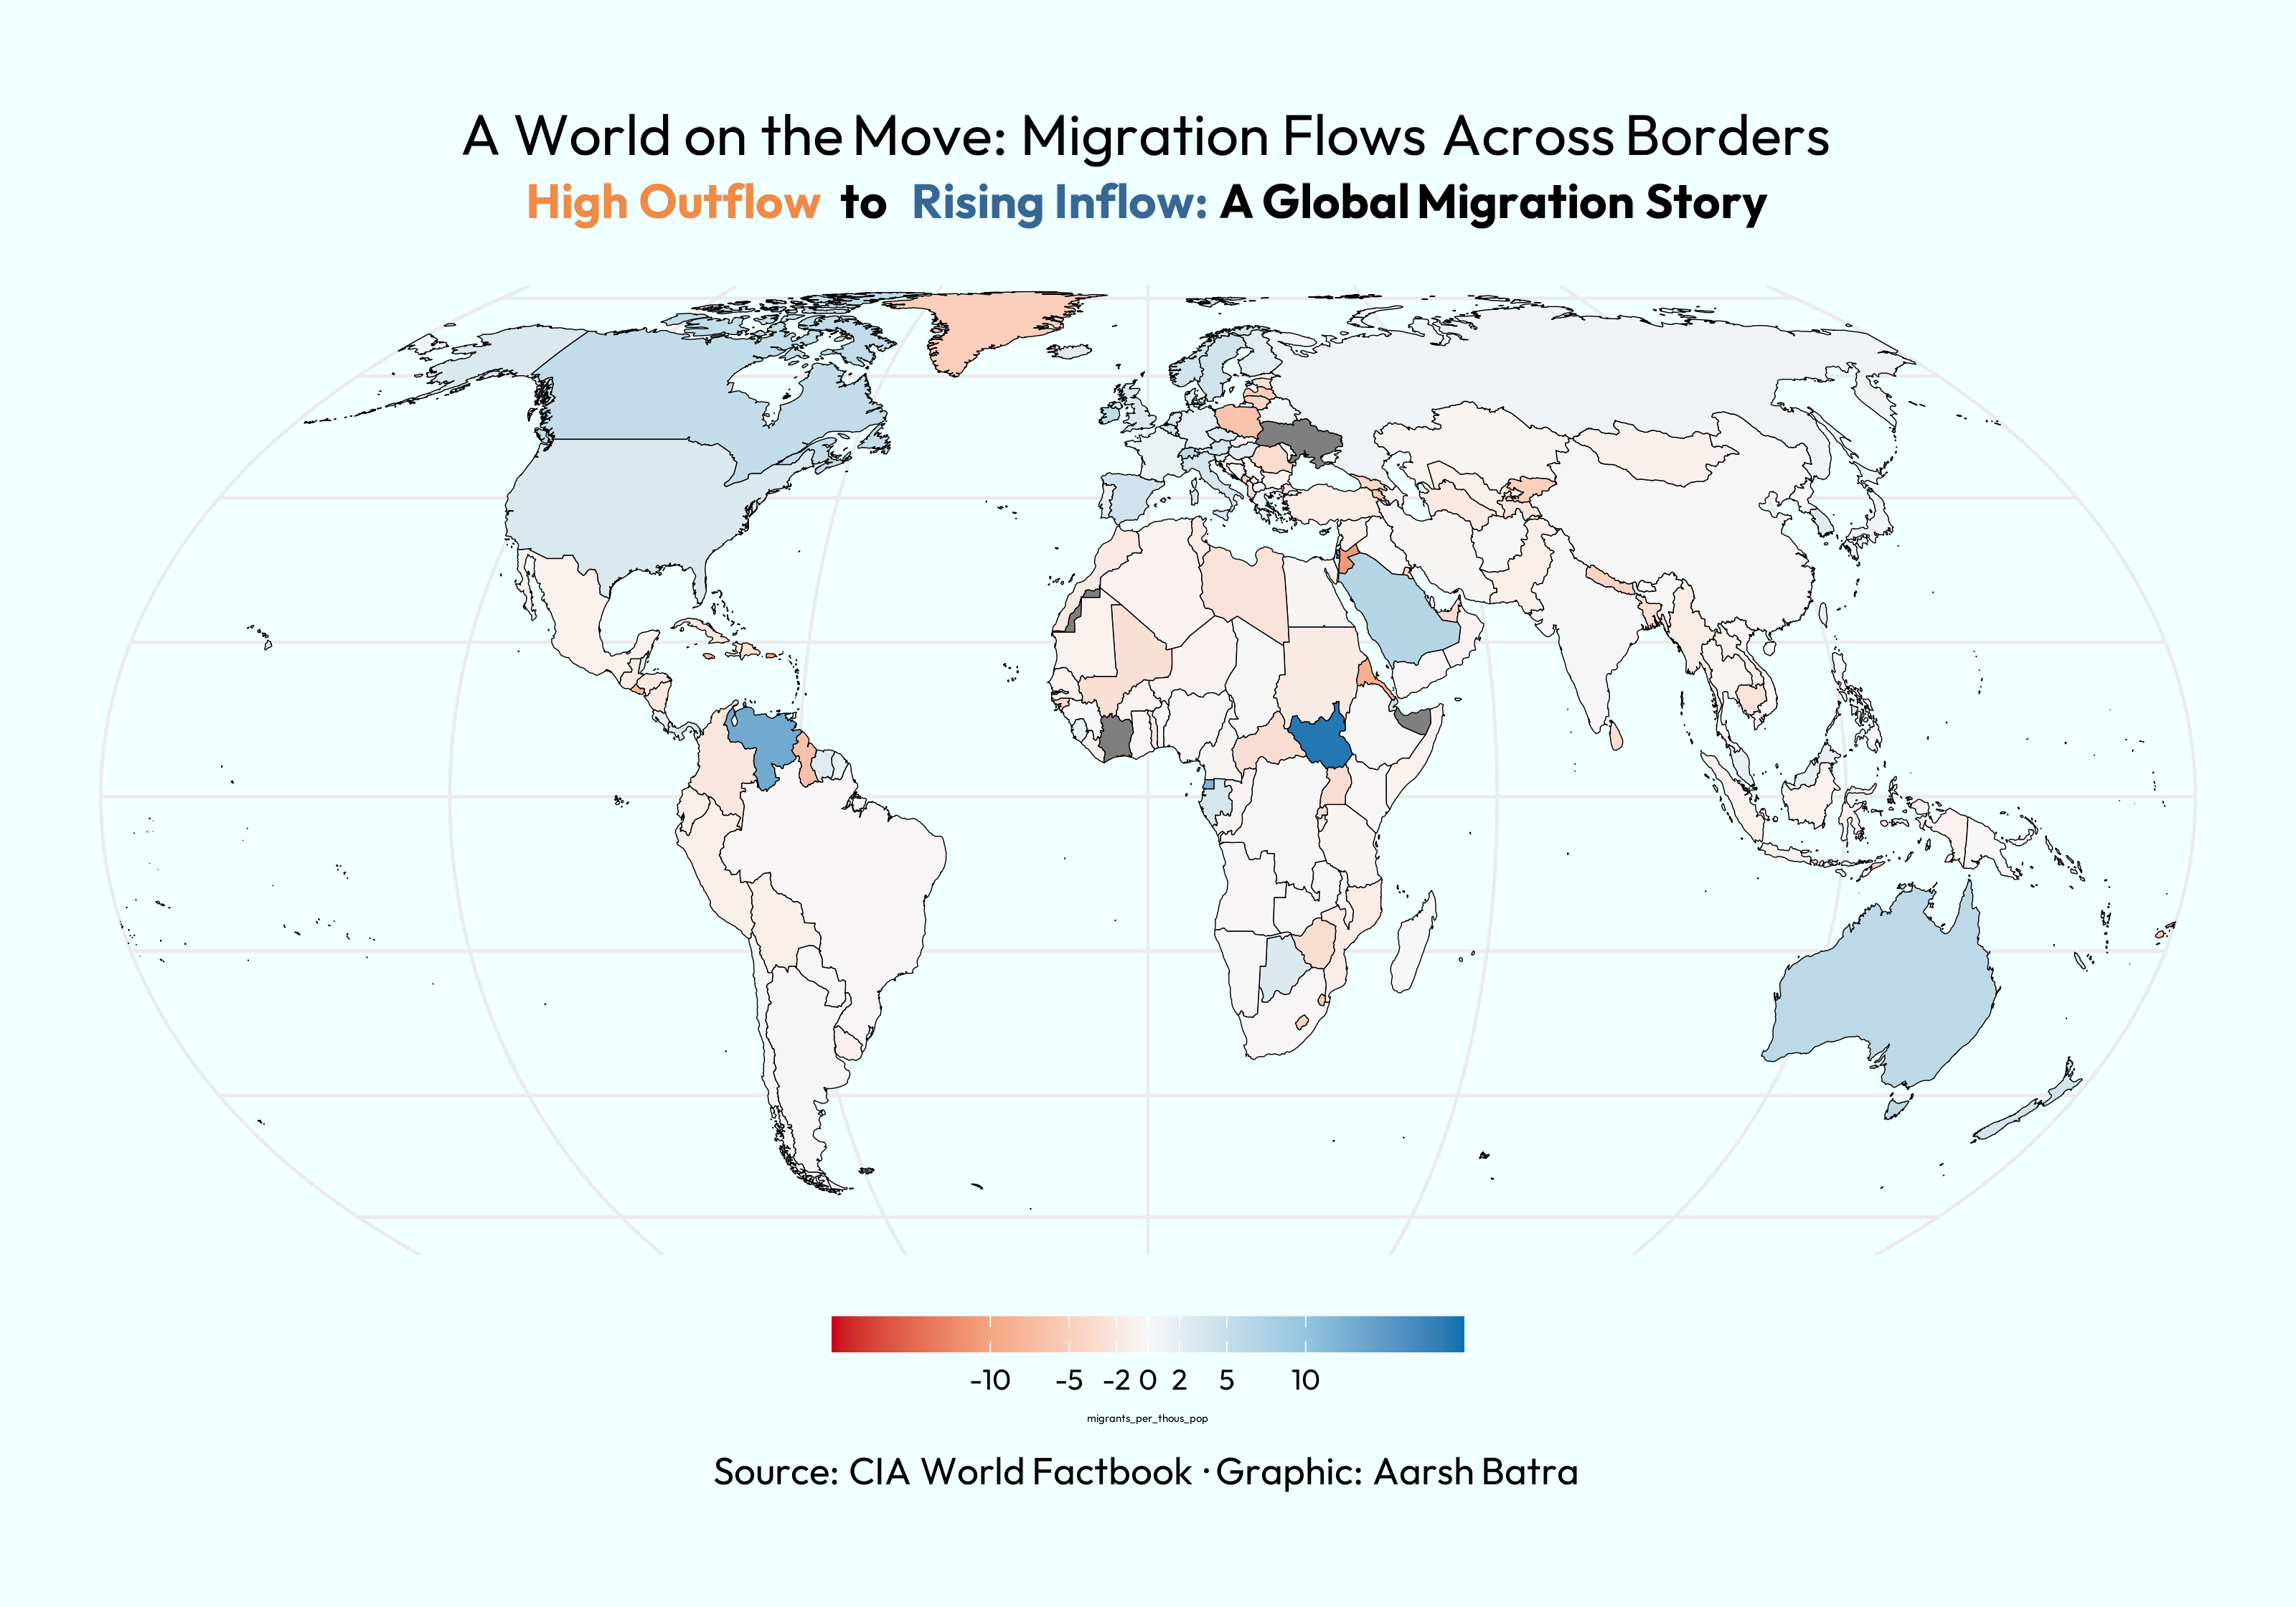 A World on the Move: Migration Flows Across Borders
High Outflow to Rising Inflow: A Global Migration Story
-10 -5 -2 0 2 5 10
migrants_per_thous_pop
Source: CIA World Factbook · Graphic: Aarsh Batra